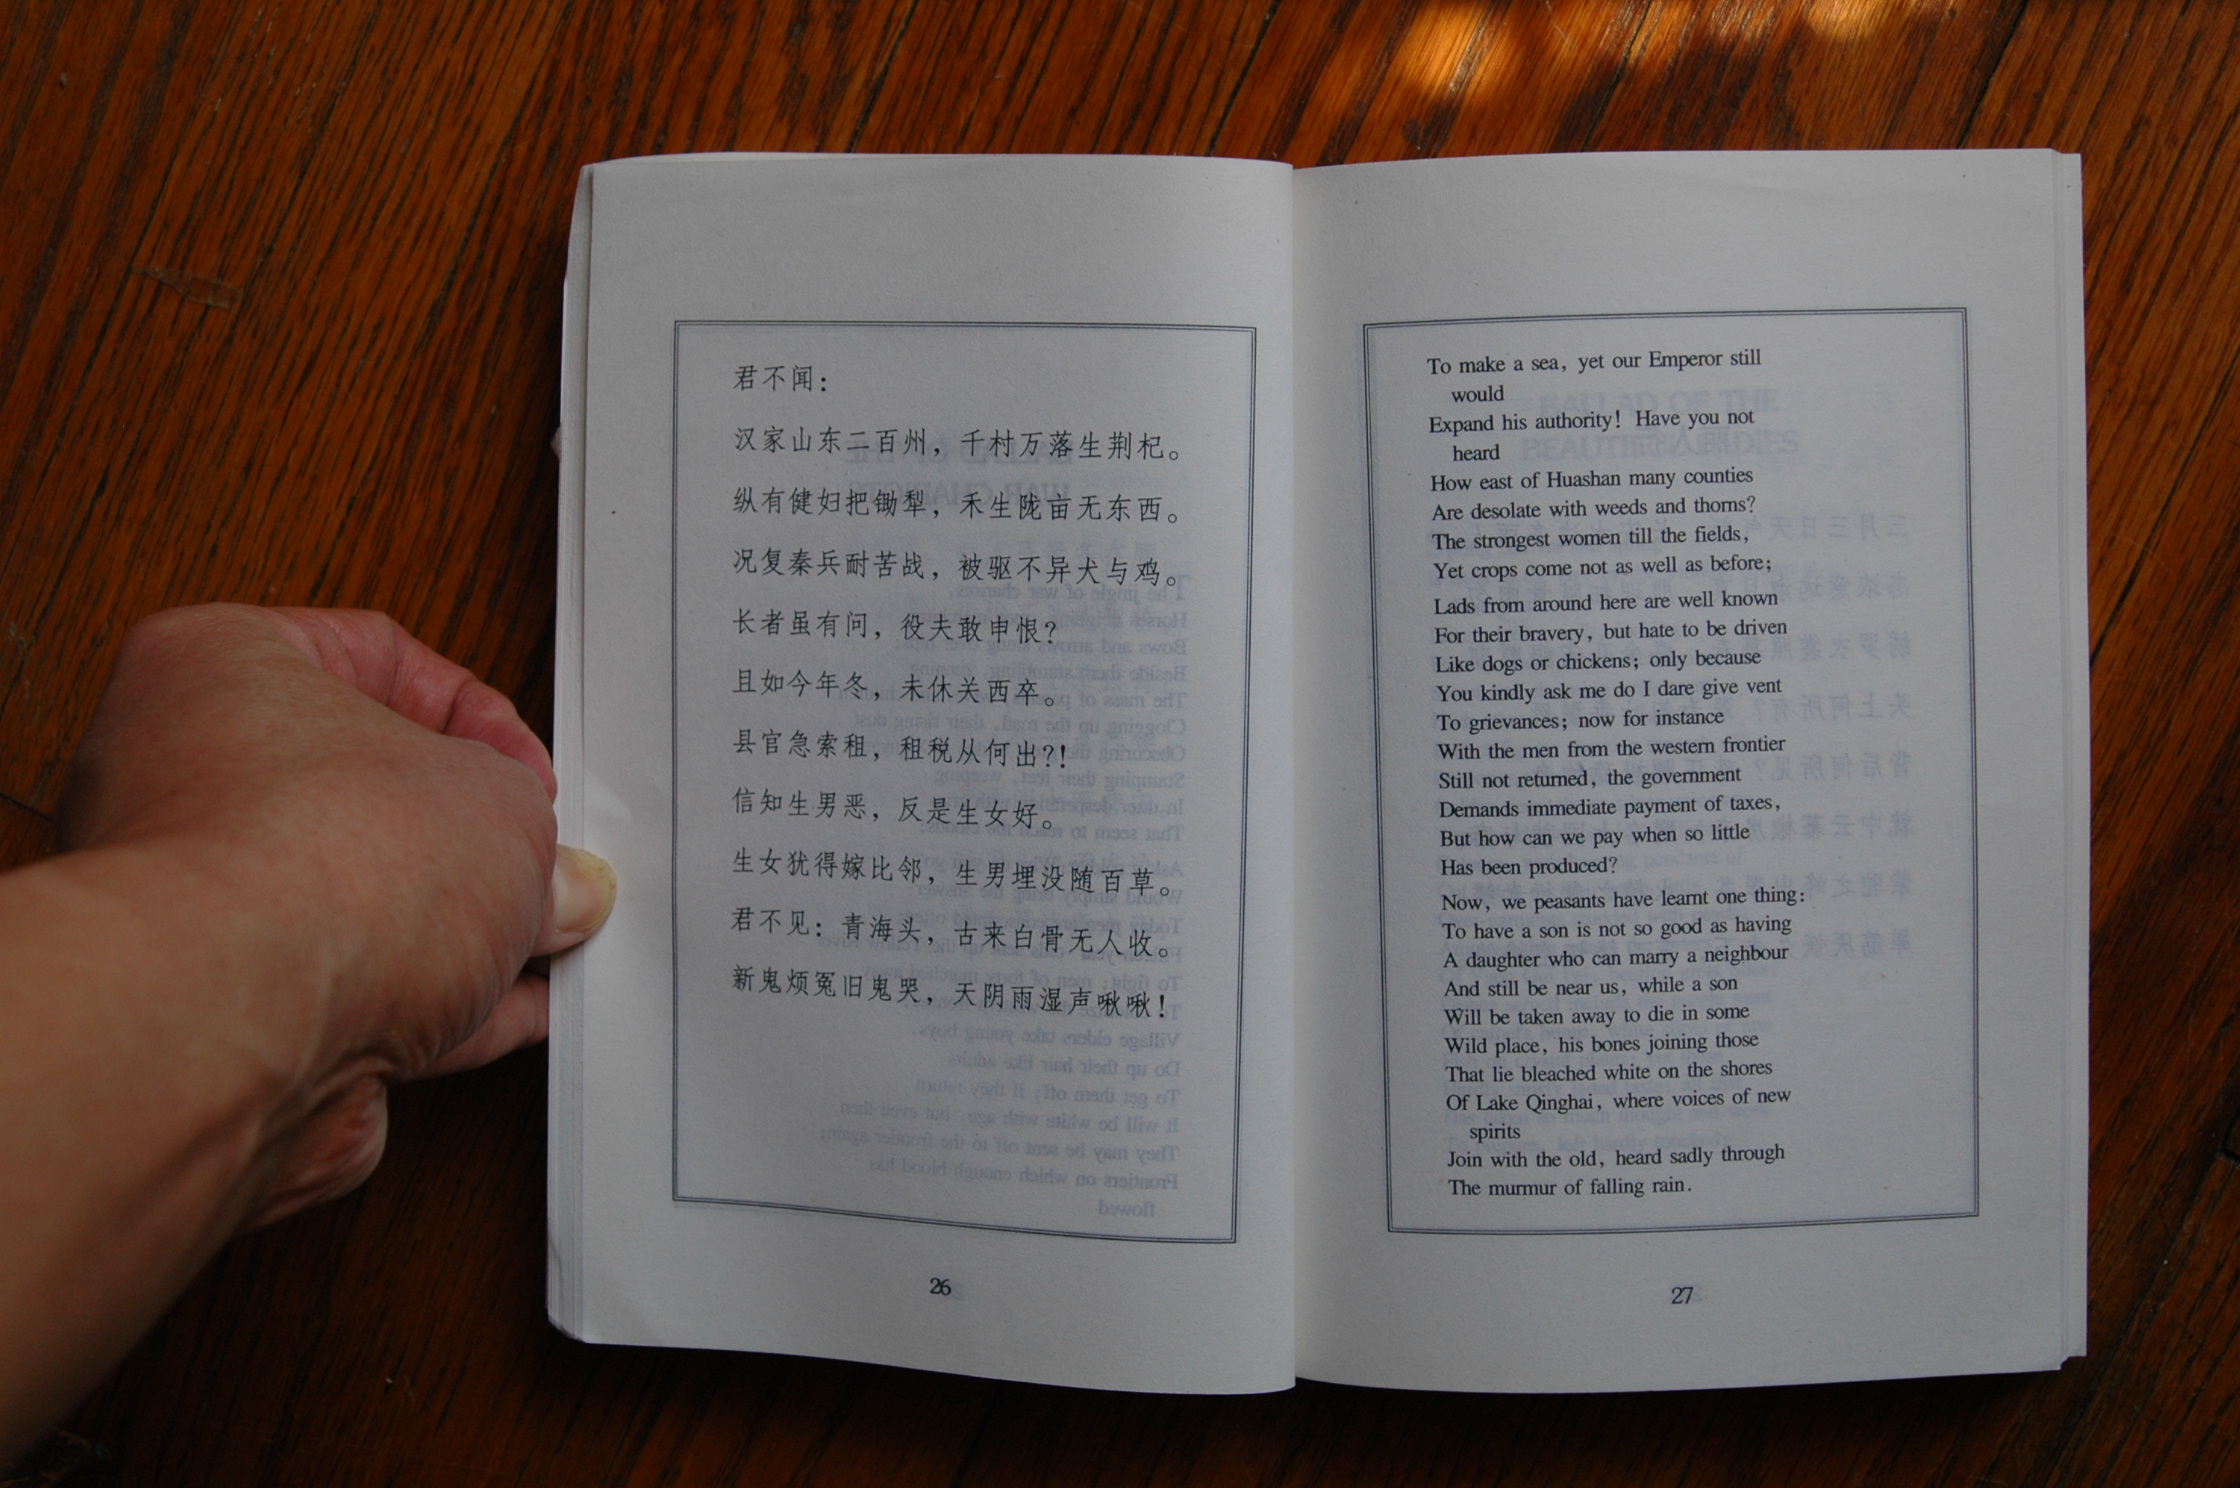 君不闻：
汉家山东二百州，千村万落生荆杞。
纵有健妇把锄犁，禾生陇亩无东西。
况复秦兵耐苦战，被驱不异犬与鸡。
长者虽有问，役夫敢申恨？
且如今年冬，未休关西卒。
县官急索租，租税从何出?!
信知生男恶，反是生女好。
生女犹得嫁比邻，生男埋没随百草。
君不见：青海头，古来白骨无人收。
新鬼烦冤旧鬼哭，天阴雨湿声啾啾！
26
To make a sea, yet our Emperor still
would
Expand his authority! Have you not
heard
How east of Huashan many counties
Are desolate with weeds and thorns?
The strongest women till the fields,
Yet crops come not as well as before;
Lads from around here are well known
For their bravery, but hate to be driven
Like dogs or chickens; only because
You kindly ask me do I dare give vent
To grievances; now for instance
With the men from the western frontier
Still not returned, the government
Demands immediate payment of taxes,
But how can we pay when so little
Has been produced?
Now, we peasants have learnt one thing:
To have a son is not so good as having
A daughter who can marry a neighbour
And still be near us, while a son
Will be taken away to die in some
Wild place, his bones joining those
That lie bleached white on the shores
Of Lake Qinghai, where voices of new
spirits
Join with the old, heard sadly through
The murmur of falling rain.
27